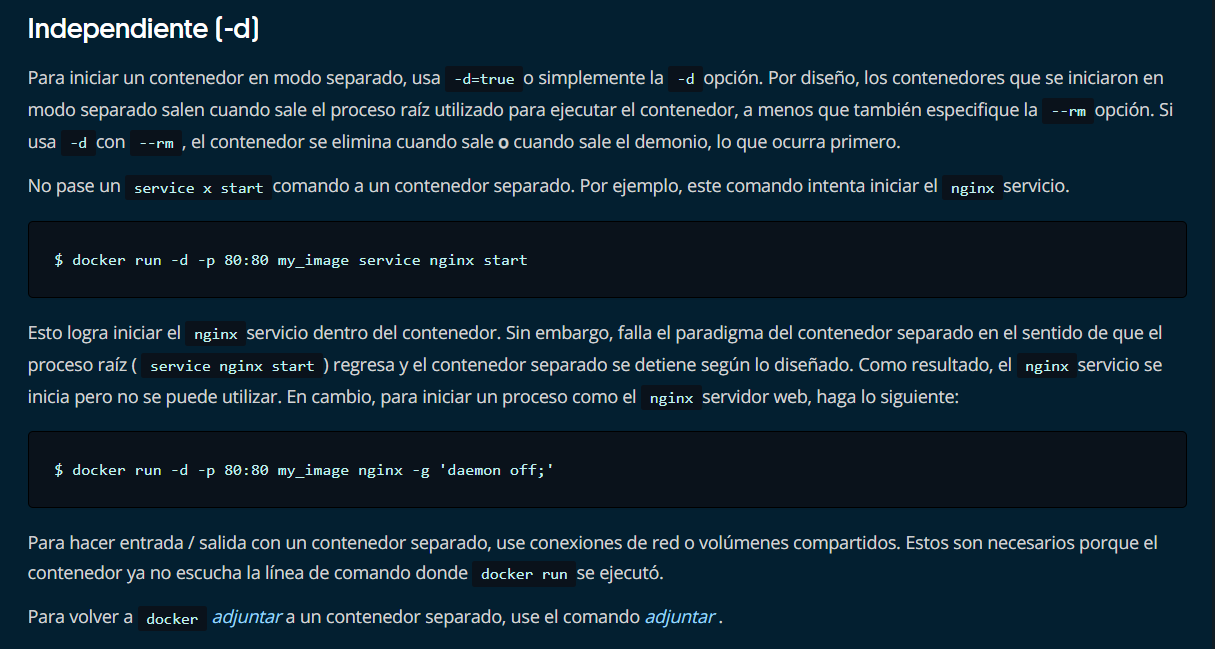 Independiente (-d)
Para iniciar un contenedor en modo separado, usa -d=true o simplemente la -d opción. Por diseño, los contenedores que se iniciaron en
modo separado salen cuando sale el proceso raíz utilizado para ejecutar el contenedor, a menos que también especifique la --rm opción. Si
usa -d con --rm , el contenedor se elimina cuando sale o cuando sale el demonio, lo que ocurra primero.
No pase un service x start comando a un contenedor separado. Por ejemplo, este comando intenta iniciar el nginx servicio.
$ docker run -d -p 80:80 my_image service nginx start
Esto logra iniciar el nginx servicio dentro del contenedor. Sin embargo, falla el paradigma del contenedor separado en el sentido de que el
proceso raíz ( service nginx start ) regresa y el contenedor separado se detiene según lo diseñado. Como resultado, el nginx servicio se
inicia pero no se puede utilizar. En cambio, para iniciar un proceso como el nginx servidor web, haga lo siguiente:
$ docker run -d -p 80:80 my_image nginx -g 'daemon off;'
Para hacer entrada / salida con un contenedor separado, use conexiones de red o volúmenes compartidos. Estos son necesarios porque el
contenedor ya no escucha la línea de comando donde docker run se ejecutó.
Para volver a docker adjuntar a un contenedor separado, use el comando adjuntar .